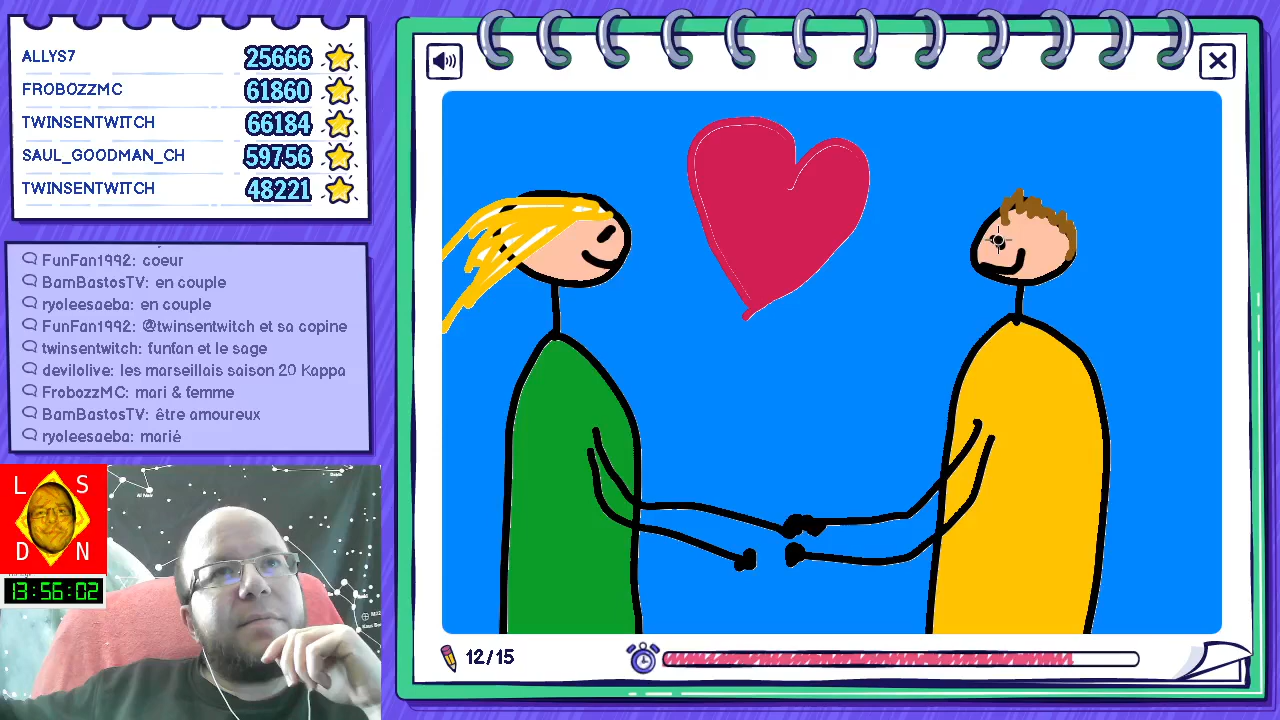 ALLYS7 25666
FROBOZZMC 61860
TWINSENTWITCH 66184
SAUL_GOODMAN_CH 59756
TWINSENTWITCH 48221
FunFan1992: coeur
BamBastosTV: en couple
ryoleesaeba: en couple
FunFan1992: @twinsentwitch et sa copine
twinsentwitch: funfan et le sage
devilolive: les marseillais saison 20 Kappa
FrobozzMC: mari & femme
BamBastosTV: être amoureux
ryoleesaeba: marié
L S
D N
13:56:02
12/15